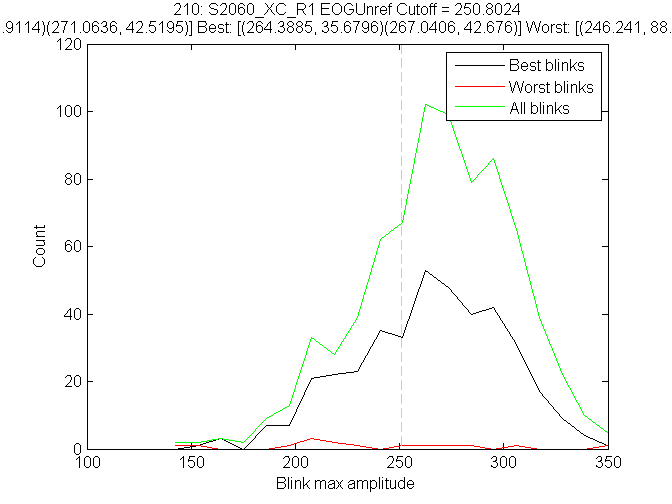 210: S2060_XC_R1 EOGUnref Cutoff = 250.8024
.9114)(271.0636, 42.5195)] Best: [(264.3885, 35.6796)(267.0406, 42.676)] Worst: [(246.241, 88.
120
100
80
60
40
20
0
Count
Best blinks
Worst blinks
All blinks
100 150 200 250 300 350
Blink max amplitude